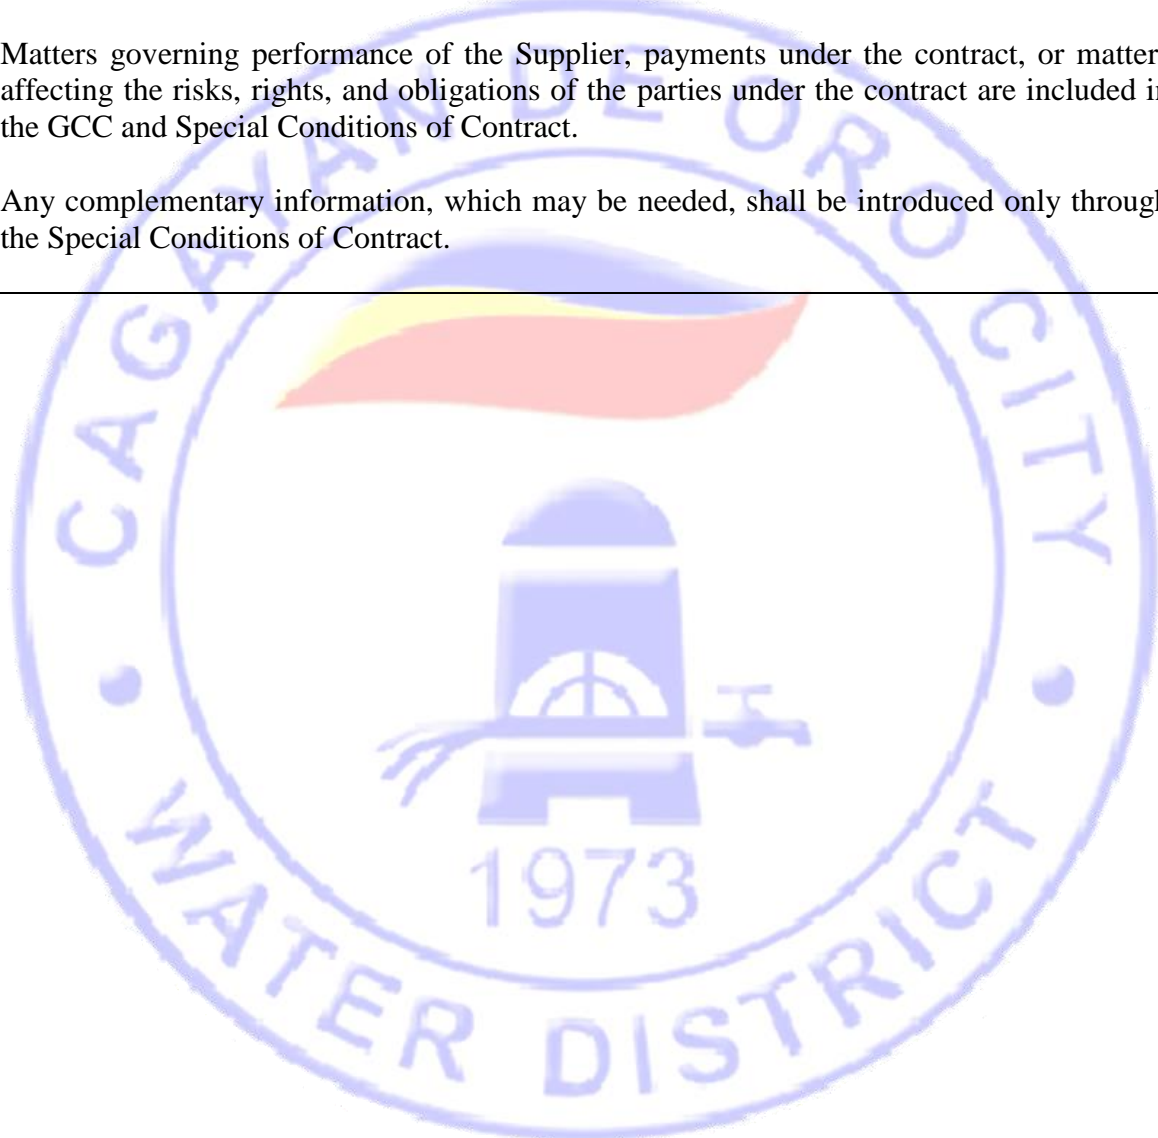 Matters governing performance of the Supplier, payments under the contract, or matter
affecting the risks, rights, and obligations of the parties under the contract are included i
the GCC and Special Conditions of Contract.
Any complementary information, which may be needed, shall be introduced only throug
the Special Conditions of Contract.
CAGAYAN DE ORO CITY
1973
WATER DISTRICT